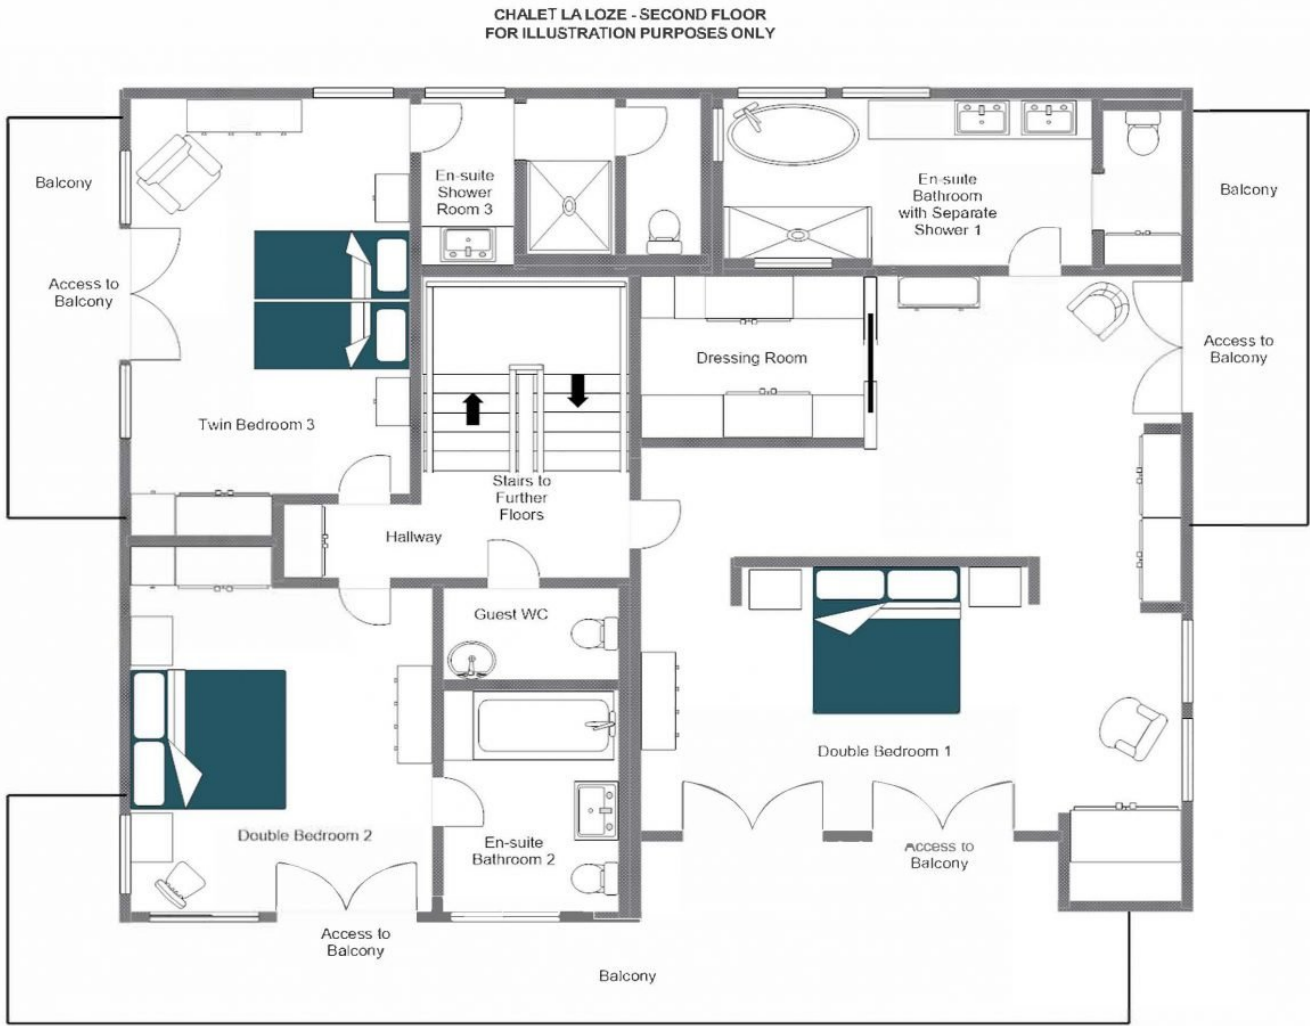 CHALET LA LOZE - SECOND FLOOR
FOR ILLUSTRATION PURPOSES ONLY
Balcony
Access to
Balcony
Twin Bedroom 3
En-suite
Shower
Room 3
En-suite
Bathroom
with Separate
Shower 1
Balcony
Access to
Balcony
Dressing Room
Stairs to
Further
Floors
Hallway
Guest WC
Double Bedroom 1
Double Bedroom 2
En-suite
Bathroom 2
Access to
Balcony
Access to
Balcony
Balcony